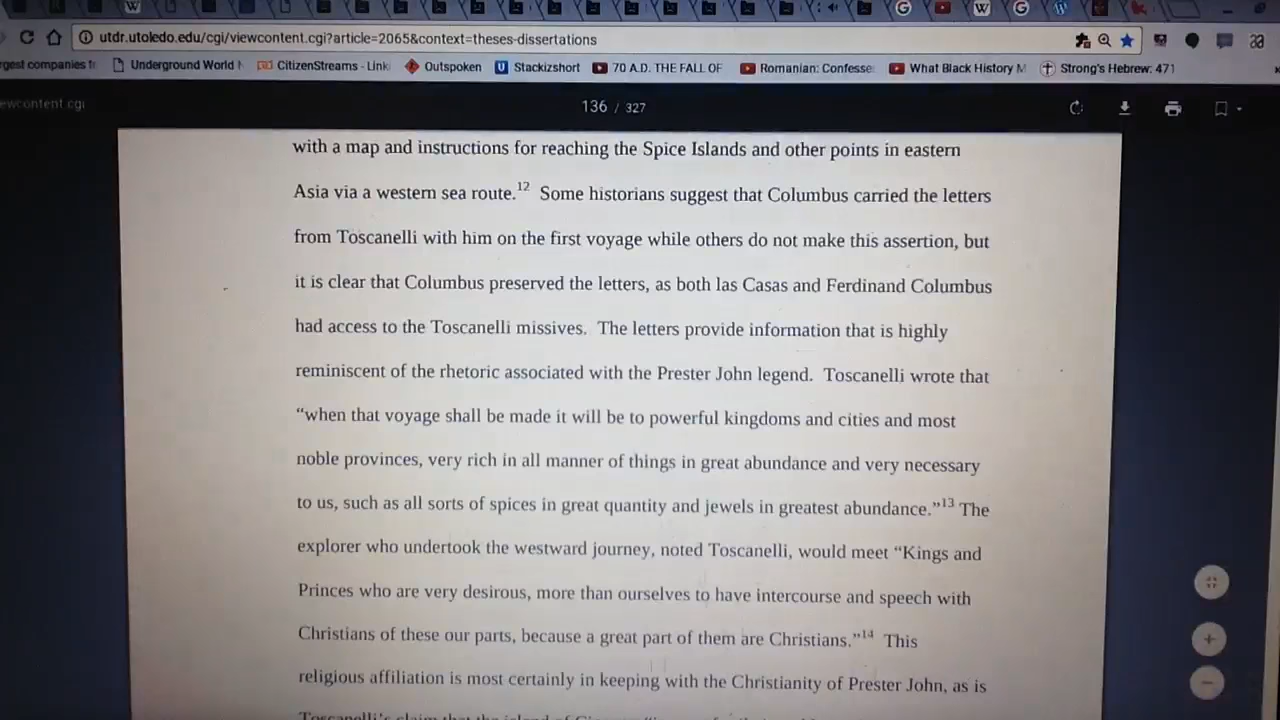 utdr.utoledo.edu/cgi/viewcontent.cgi?article=2065&context=theses-dissertations
rgest companies t
Underground World
CitizenStreams - Link
Outspoken
Stackizshort
70 A.D. THE FALL OF
Romanian: Confesse
What Black History M
Strong's Hebrew: 471
ewcontent.cgi
136 / 327
with a map and instructions for reaching the Spice Islands and other points in eastern
Asia via a western sea route.12 Some historians suggest that Columbus carried the letters
from Toscanelli with him on the first voyage while others do not make this assertion, but
it is clear that Columbus preserved the letters, as both las Casas and Ferdinand Columbus
had access to the Toscanelli missives. The letters provide information that is highly
reminiscent of the rhetoric associated with the Prester John legend. Toscanelli wrote that
“when that voyage shall be made it will be to powerful kingdoms and cities and most
noble provinces, very rich in all manner of things in great abundance and very necessary
to us, such as all sorts of spices in great quantity and jewels in greatest abundance.”13 The
explorer who undertook the westward journey, noted Toscanelli, would meet “Kings and
Princes who are very desirous, more than ourselves to have intercourse and speech with
Christians of these our parts, because a great part of them are Christians.”14 This
religious affiliation is most certainly in keeping with the Christianity of Prester John, as is